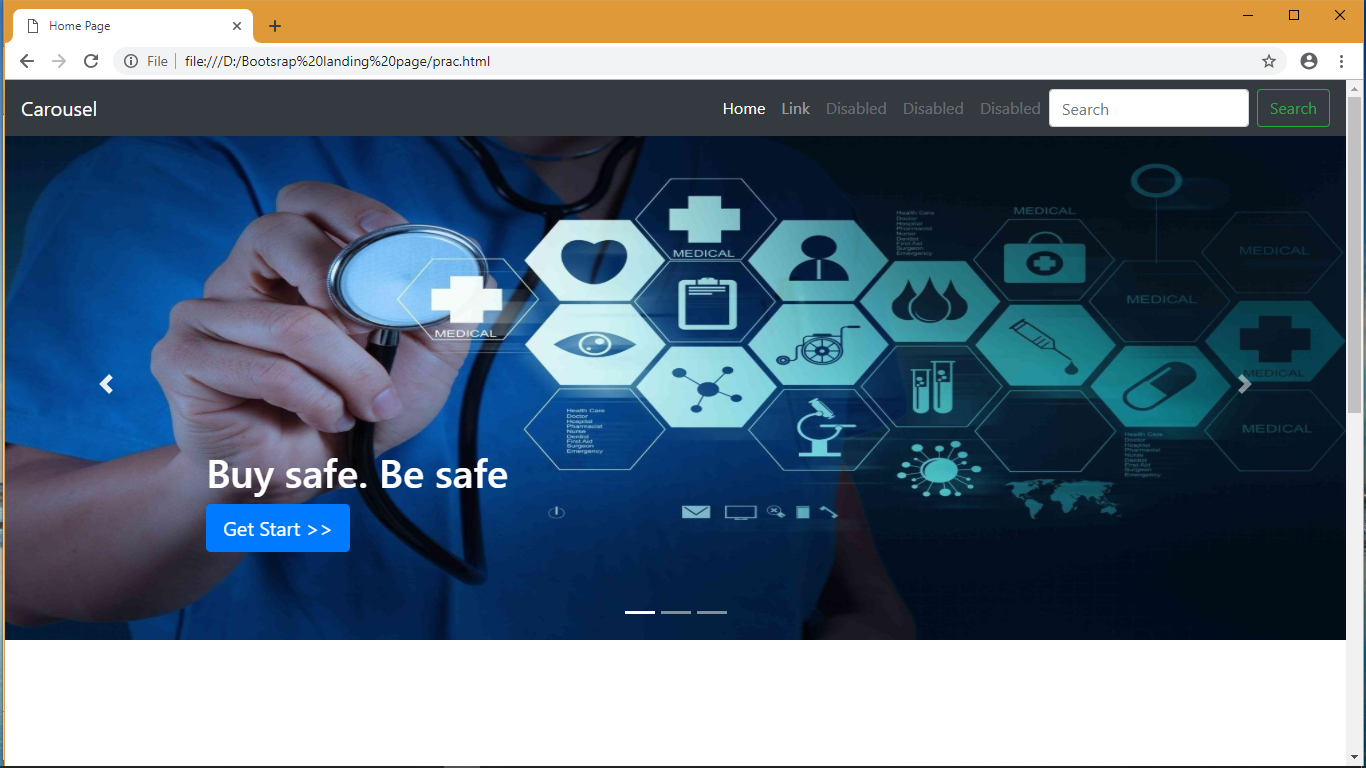 Home Page
File file:///D:/Bootsrap%20landing%20page/prac.html
Carousel Home Link Disabled Disabled Disabled Search Search
MEDICAL
MEDICAL
MEDICAL
MEDICAL
MEDICAL
MEDICAL
MEDICAL
Health Care
Doctor
Hospital
Pharmacist
Nurse
Dentist
First Aid
Surgeon
Emergency
Health Care
Doctor
Hospital
Pharmacist
Nurse
Dentist
First Aid
Surgeon
Emergency
Health Care
Doctor
Hospital
Pharmacist
Nurse
Dentist
First Aid
Surgeon
Emergency
Buy safe. Be safe
Get Start >>